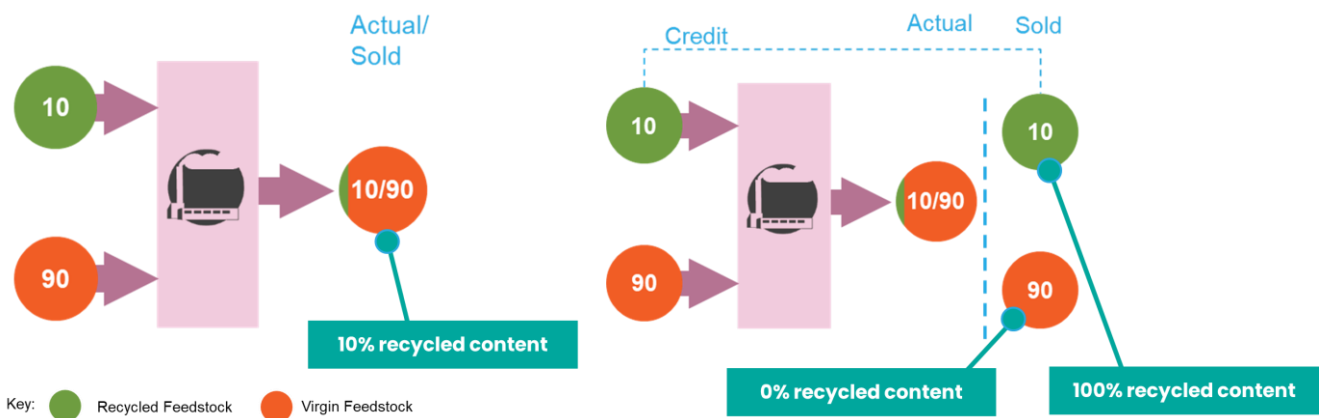 Actual/
Sold
10
90
10/90
10% recycled content
Key:
Recycled Feedstock
Virgin Feedstock
Credit
Actual
Sold
10
90
10/90
10
90
0% recycled content
100% recycled content